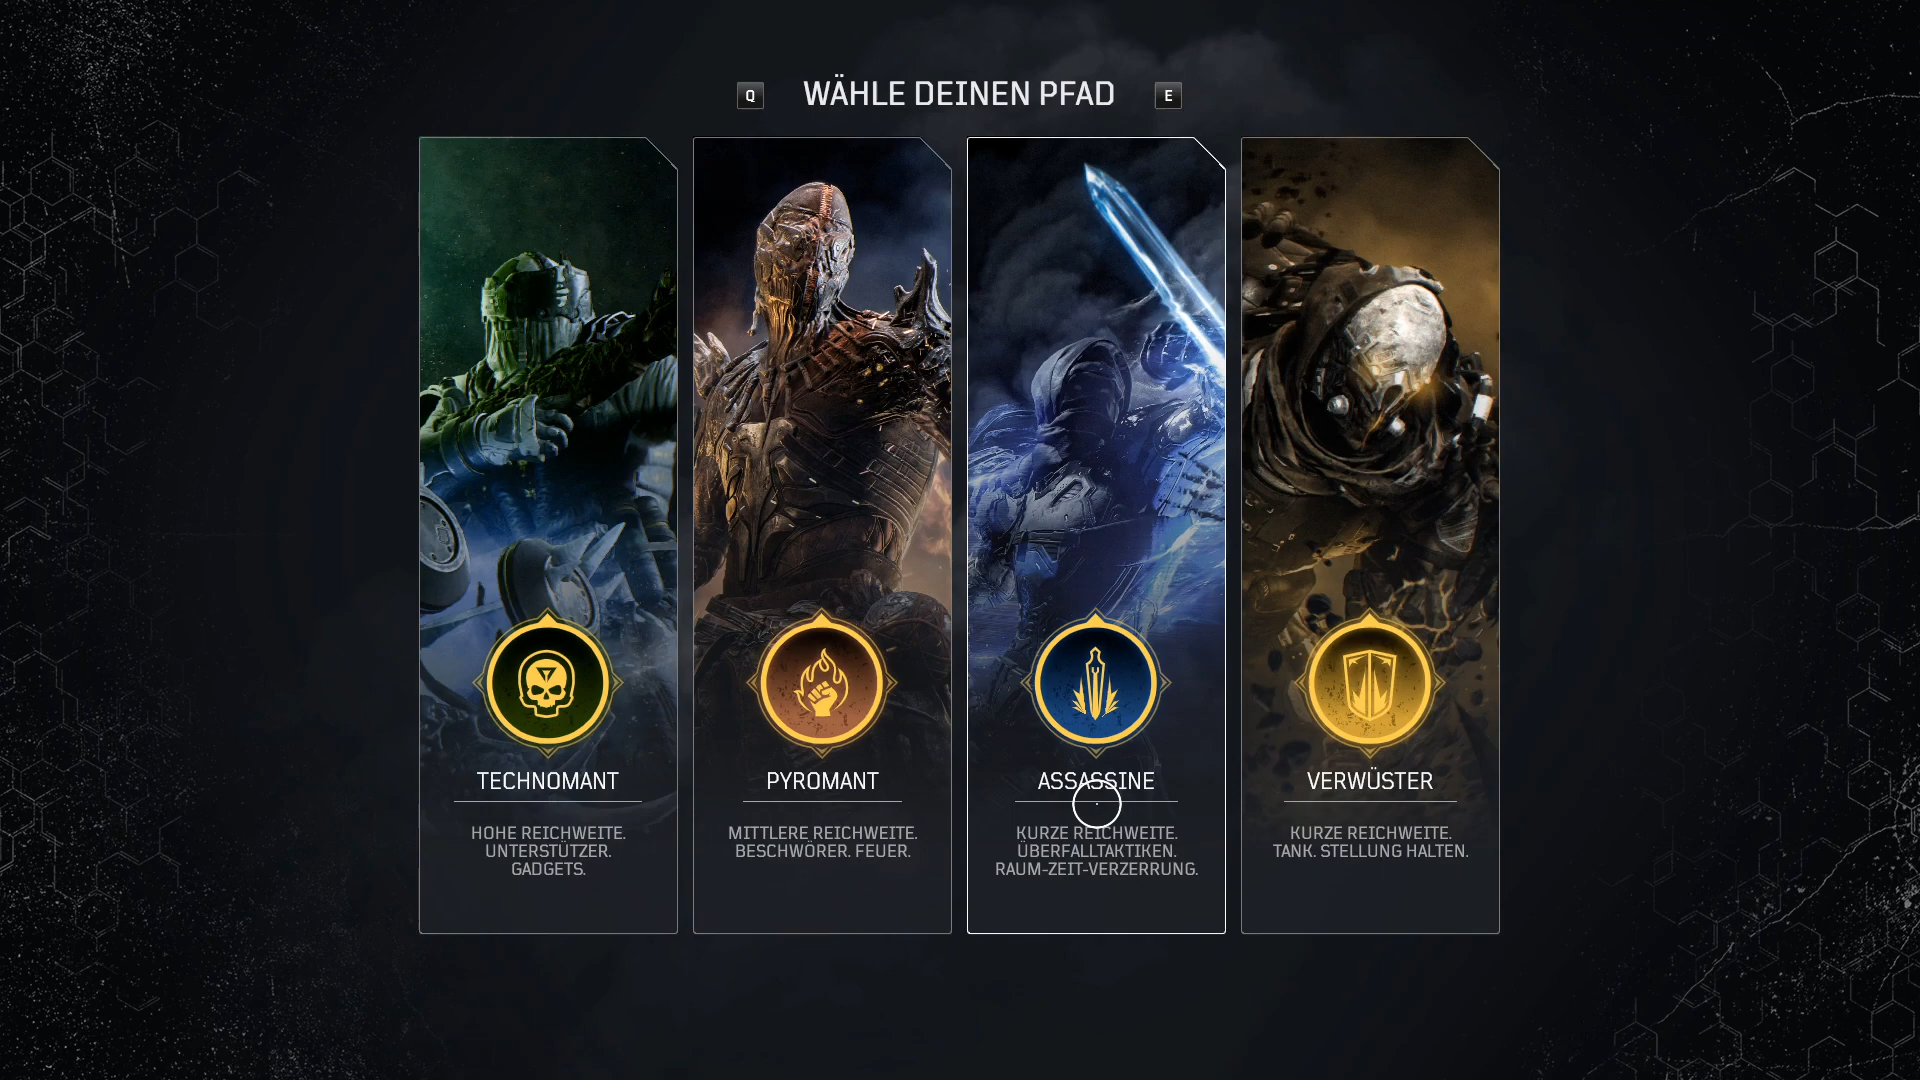 Q WÄHLE DEINEN PFAD E
TECHNOMANT
HOHE REICHWEITE.
UNTERSTÜTZER.
GADGETS.
PYROMANT
MITTLERE REICHWEITE.
BESCHWÖRER. FEUER.
ASSASSINE
KURZE REICHWEITE.
ÜBERFALLTAKTIKEN.
RAUM-ZEIT-VERZERRUNG.
VERWÜSTER
KURZE REICHWEITE.
TANK. STELLUNG HALTEN.